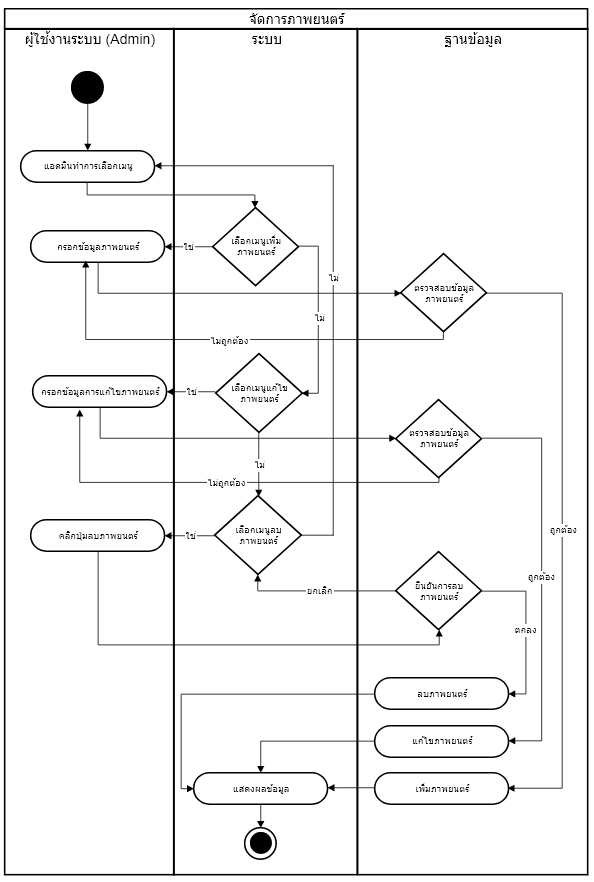 จัดการภาพยนตร์
ผู้ใช้งานระบบ (Admin)
ระบบ
ฐานข้อมูล
แอดมินทำการเลือกเมนู
เลือกเมนูเพิ่ม
ภาพยนตร์
ใช่
กรอกข้อมูลภาพยนตร์
ไม่
ตรวจสอบข้อมูล
ภาพยนตร์
ไม่
ไม่ถูกต้อง
เลือกเมนูแก้ไข
ภาพยนตร์
ใช่
กรอกข้อมูลการแก้ไขภาพยนตร์
ตรวจสอบข้อมูล
ภาพยนตร์
ไม่
ไม่ถูกต้อง
เลือกเมนูลบ
ภาพยนตร์
ใช่
คลิกปุ่มลบภาพยนตร์
ถูกต้อง
ถูกต้อง
ยืนยันการลบ
ภาพยนตร์
ยกเลิก
ตกลง
ลบภาพยนตร์
แก้ไขภาพยนตร์
แสดงผลข้อมูล
เพิ่มภาพยนตร์